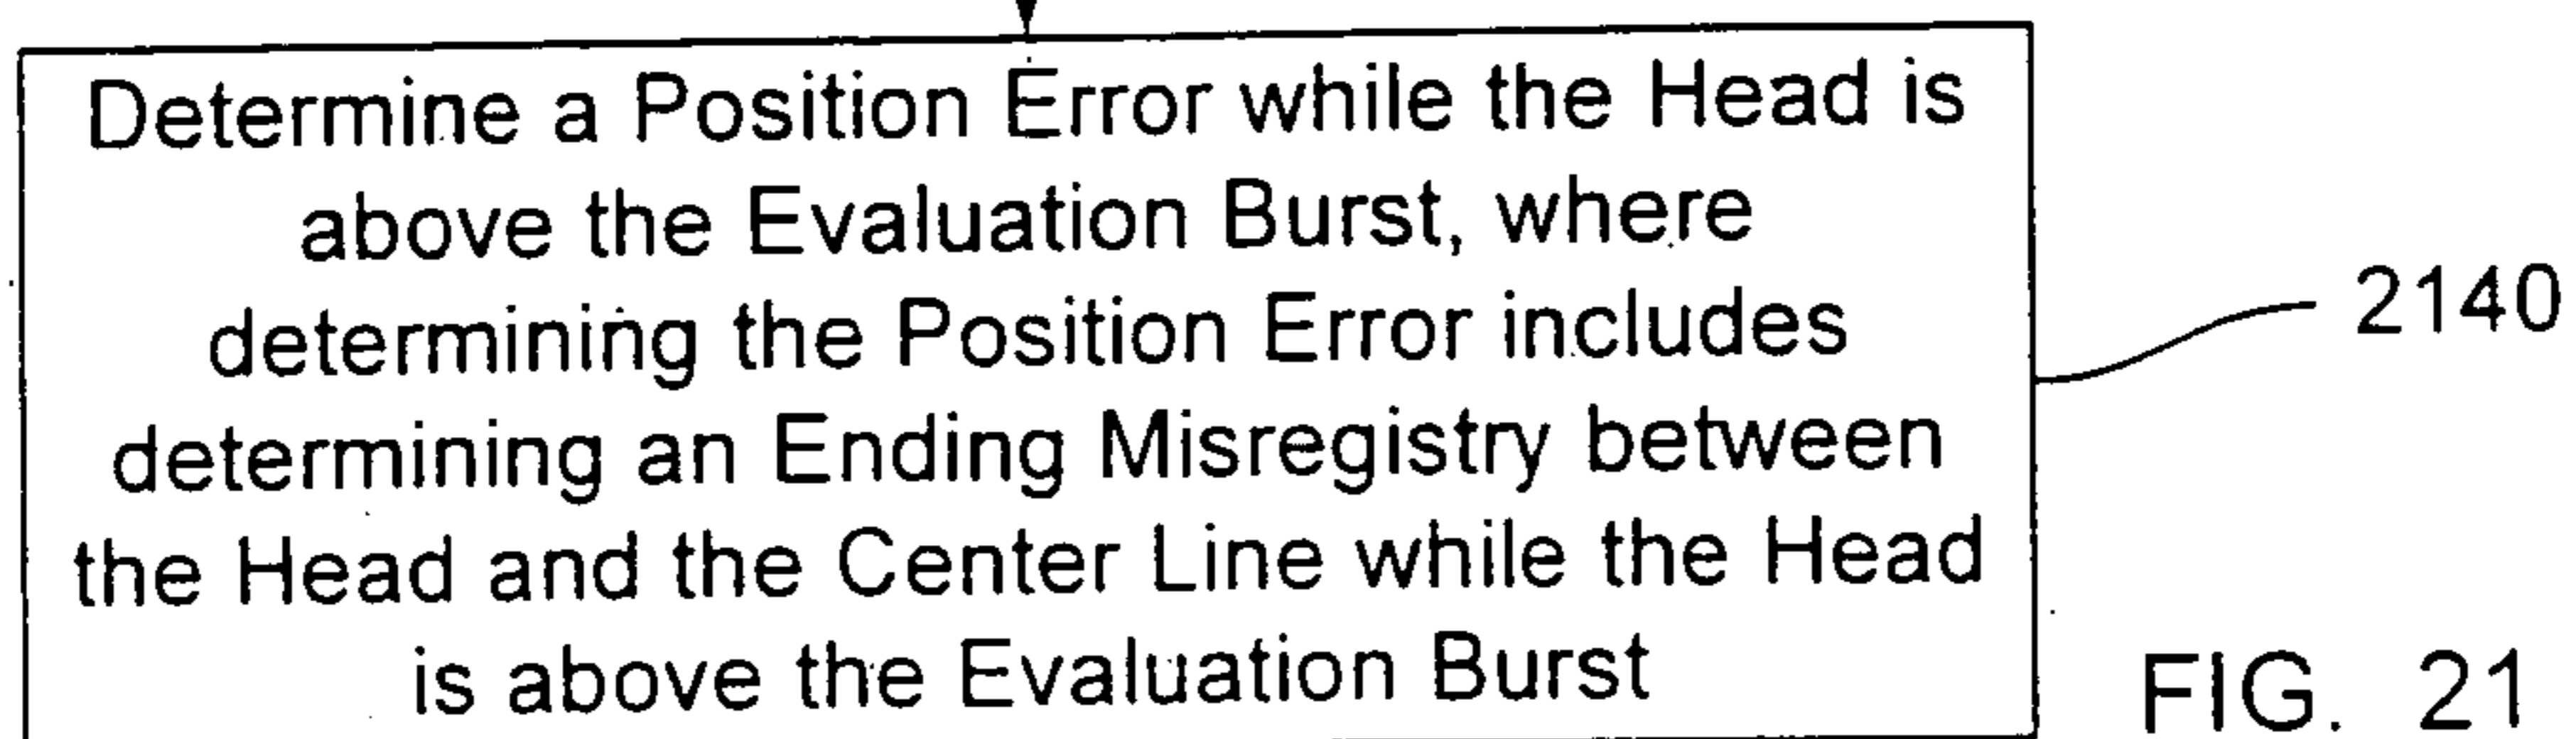 Determine a Position Error while the Head is
above the Evaluation Burst, where
determining the Position Error includes
determining an Ending Misregistry between
the Head and the Center Line while the Head
is above the Evaluation Burst
2140
FIG. 21